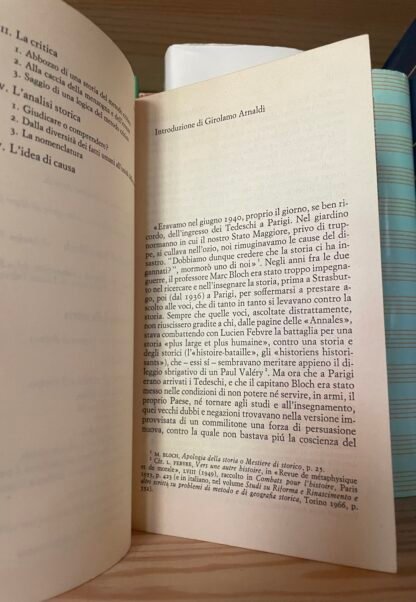 III. La critica
1. Abbozzo di una storia del metodo critico
2. Alla caccia della menzogna e dell'errore
3. Saggio di una logica del metodo critico
V. L'analisi storica
1. Giudicare o comprendere?
2. Dalla diversità dei fatti umani all'unità
3. La nomenclatura
V. L'idea di causa
Introduzione di Girolamo Arnaldi
«Eravamo nel giugno 1940, proprio il giorno, se ben ri-
cordo, dell'ingresso dei Tedeschi a Parigi. Nel giardino
normanno in cui il nostro Stato Maggiore, privo di trup-
pe, si cullava nell'ozio, noi rimuginavamo le cause del di-
sastro. "Dobbiamo dunque credere che la storia ci ha in-
gannati?", mormorò uno di noi»¹. Negli anni fra le due
guerre, il professore Marc Bloch era stato troppo impegna-
to nel ricercare e nell'insegnare la storia, prima a Strasbur-
go, poi (dal 1936) a Parigi, per soffermarsi a prestare a-
scolto alle voci, che di tanto in tanto si levavano contro la
storia. Sempre che quelle voci, ascoltate distrattamente,
non riuscissero gradite a chi, dalle pagine delle «Annales»,
stava combattendo con Lucien Febvre la battaglia per una
storia «plus large et plus humaine», contro una storia e
degli storici (l'«histoire-bataille», gli «historiens histori-
sants»), che – essi sí – sembravano meritare appieno il di-
leggio sbrigativo di un Paul Valéry². Ma ora che a Parigi
erano arrivati i Tedeschi, e che il capitano Bloch era stato
messo nelle condizioni di non potere né servire, in armi, il
proprio Paese, né tornare agli studi e all'insegnamento,
quei vecchi dubbi e negazioni trovavano nella versione im-
provvisata di un commilitone una forza di persuasione
nuova, contro la quale non bastava piú la coscienza del
¹ M. BLOCH, Apologia della storia o Mestiere di storico, p. 25.
² Cfr. L. FEBVRE, Vers une autre histoire, in «Revue de métaphysique
et de morale», LVIII (1949), raccolto in Combats pour l'histoire, Paris
1953, p. 423 (e in italiano, nel volume Studi su Riforma e Rinascimento e
altri scritti su problemi di metodo e di geografia storica, Torino 1966, p.